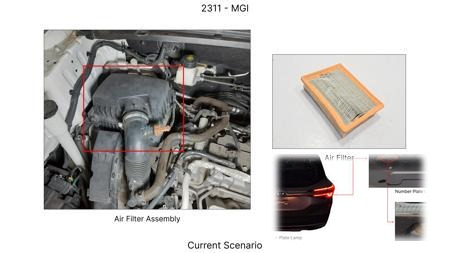 2311 - MGI
Air Filter
Air Filter Assembly
Number Plate
Plate Lamp
Current Scenario